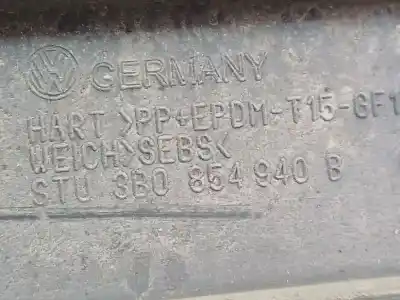 GERMANY
HART >PP+EPDM-T15-GF1
WEICH>SEBS<
STU 3B0 854 940 B